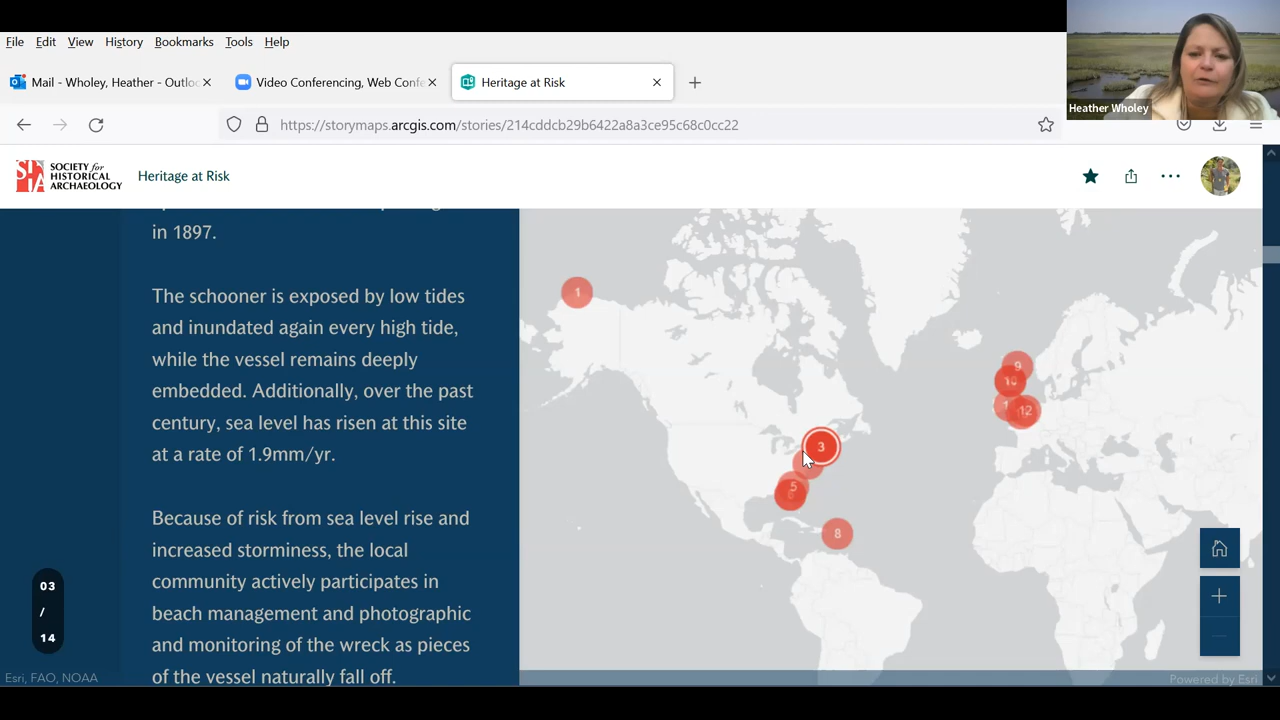 File Edit View History Bookmarks Tools Help
Mail - Wholey, Heather - Outloo
Video Conferencing, Web Confe
Heritage at Risk
Heather Wholey
https://storymaps.arcgis.com/stories/214cddcb29b6422a8a3ce95c68c0cc22
SHA
SOCIETY for
HISTORICAL
ARCHAEOLOGY
Heritage at Risk
in 1897.
The schooner is exposed by low tides
and inundated again every high tide,
while the vessel remains deeply
embedded. Additionally, over the past
century, sea level has risen at this site
at a rate of 1.9mm/yr.
Because of risk from sea level rise and
increased storminess, the local
community actively participates in
beach management and photographic
and monitoring of the wreck as pieces
of the vessel naturally fall off.
03
/
14
Esri, FAO, NOAA
1
9
12
3
5
8
Powered by Esri